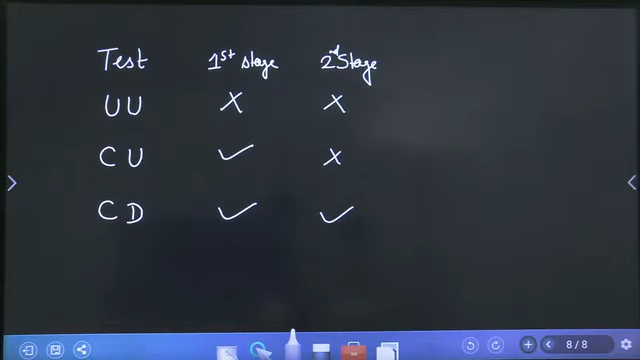 Test 1st stage 2nd Stage
UU X X
CU ✓ X
CD ✓ ✓
8/8